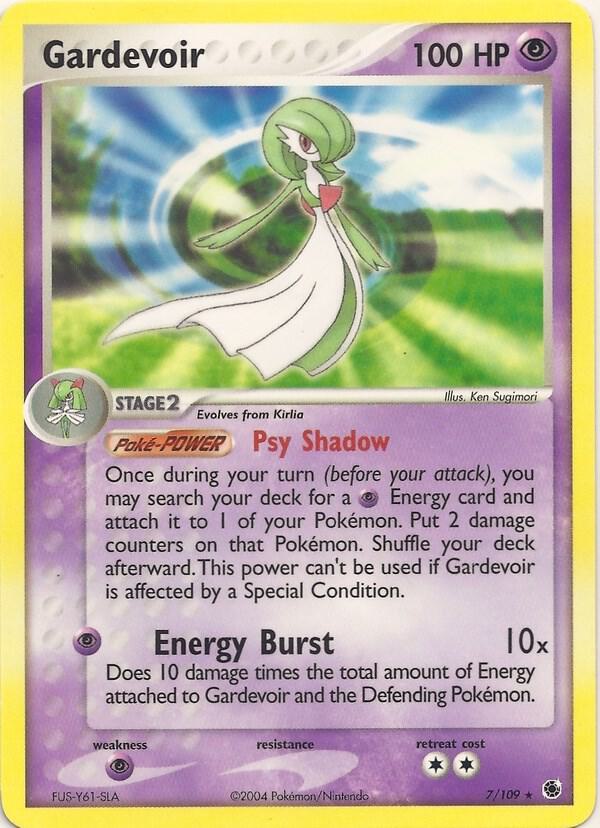 Gardevoir
100 HP
Illus. Ken Sugimori
STAGE2
Evolves from Kirlia
Poké-POWER Psy Shadow
Once during your turn (before your attack), you
may search your deck for a Energy card and
attach it to 1 of your Pokémon. Put 2 damage
counters on that Pokémon. Shuffle your deck
afterward.This power can't be used if Gardevoir
is affected by a Special Condition.
Energy Burst 10x
Does 10 damage times the total amount of Energy
attached to Gardevoir and the Defending Pokémon.
weakness resistance retreat cost
FUS-Y61-SLA ©2004 Pokémon/Nintendo 7/109 ★